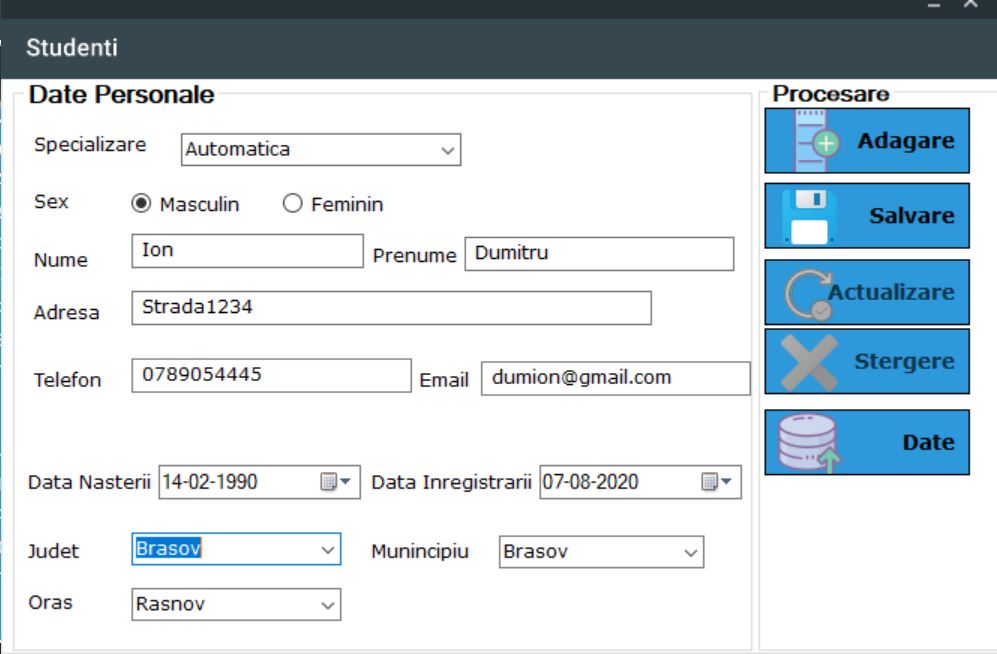 Studenti
Date Personale
Specializare Automatica
Sex Masculin Feminin
Nume Ion Prenume Dumitru
Adresa Strada1234
Telefon 0789054445 Email dumion@gmail.com
Data Nasterii 14-02-1990 Data Inregistrarii 07-08-2020
Judet Brasov Munincipiu Brasov
Oras Rasnov
Procesare
Adagare
Salvare
Actualizare
Stergere
Date